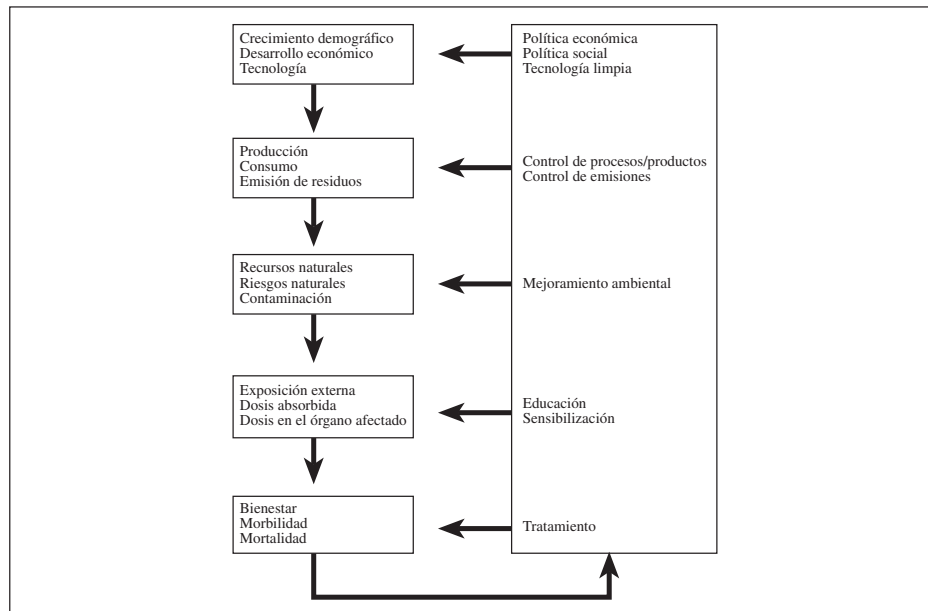 Crecimiento demográfico
Desarrollo económico
Tecnología
Política económica
Política social
Tecnología limpia
Producción
Consumo
Emisión de residuos
Control de procesos/productos
Control de emisiones
Recursos naturales
Riesgos naturales
Contaminación
Mejoramiento ambiental
Exposición externa
Dosis absorbida
Dosis en el órgano afectado
Educación
Sensibilización
Bienestar
Morbilidad
Mortalidad
Tratamiento